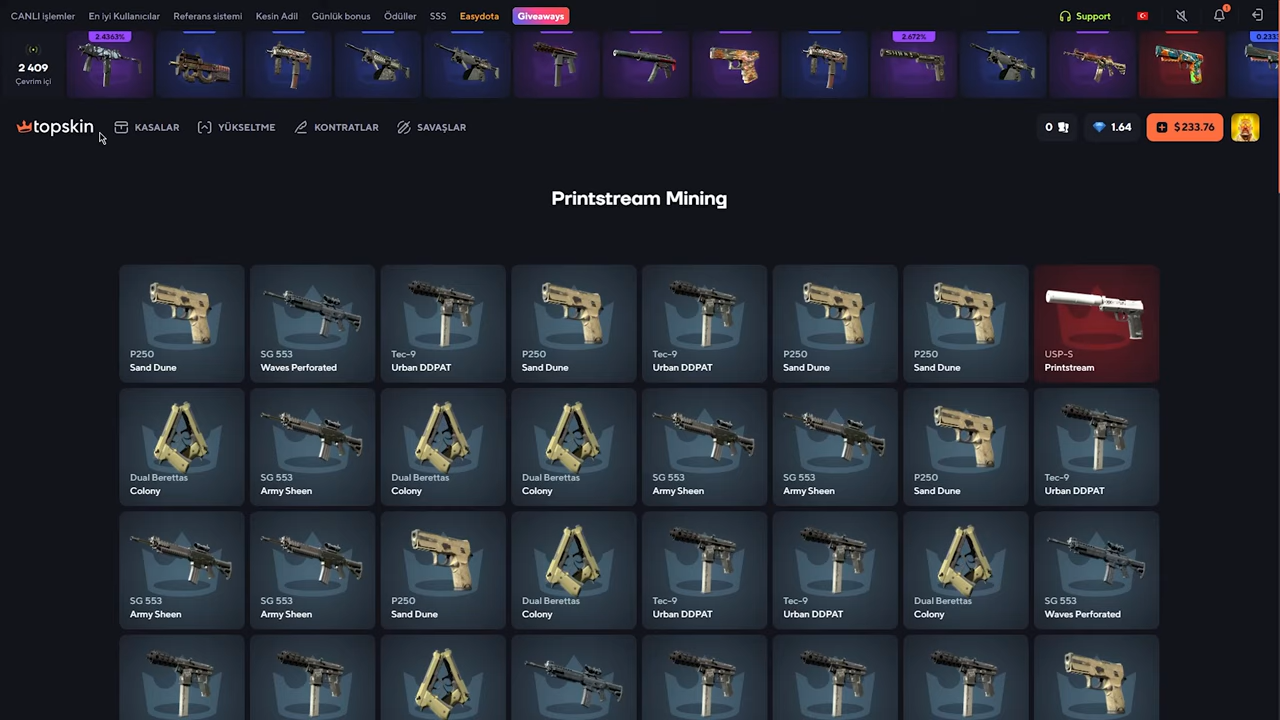 CANLI işlemler En iyi Kullanıcılar Referans sistemi Kesin Adil Günlük bonus Ödüller SSS Easydota Giveaways Support 1
2.4363% 2.672% 0.233
2 409
Çevrim içi
topskin KASALAR YÜKSELTME KONTRATLAR SAVAŞLAR 0 1.64 $ 233.76
Printstream Mining
P250 SG 553 Tec-9 P250 Tec-9 P250 P250 USP-S
Sand Dune Waves Perforated Urban DDPAT Sand Dune Urban DDPAT Sand Dune Sand Dune Printstream
Dual Berettas SG 553 Dual Berettas Dual Berettas SG 553 SG 553 P250 Tec-9
Colony Army Sheen Colony Colony Army Sheen Army Sheen Sand Dune Urban DDPAT
SG 553 SG 553 P250 Dual Berettas Tec-9 Tec-9 Dual Berettas SG 553
Army Sheen Army Sheen Sand Dune Colony Urban DDPAT Urban DDPAT Colony Waves Perforated